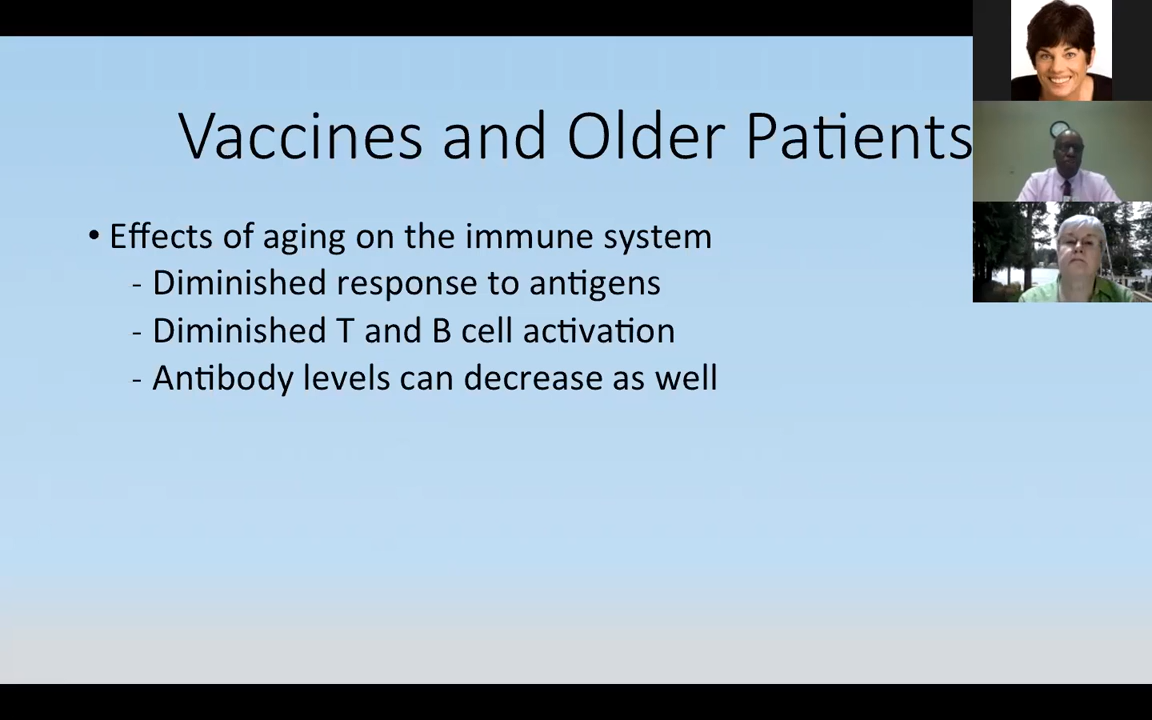 Vaccines and Older Patients
• Effects of aging on the immune system
- Diminished response to antigens
- Diminished T and B cell activation
- Antibody levels can decrease as well